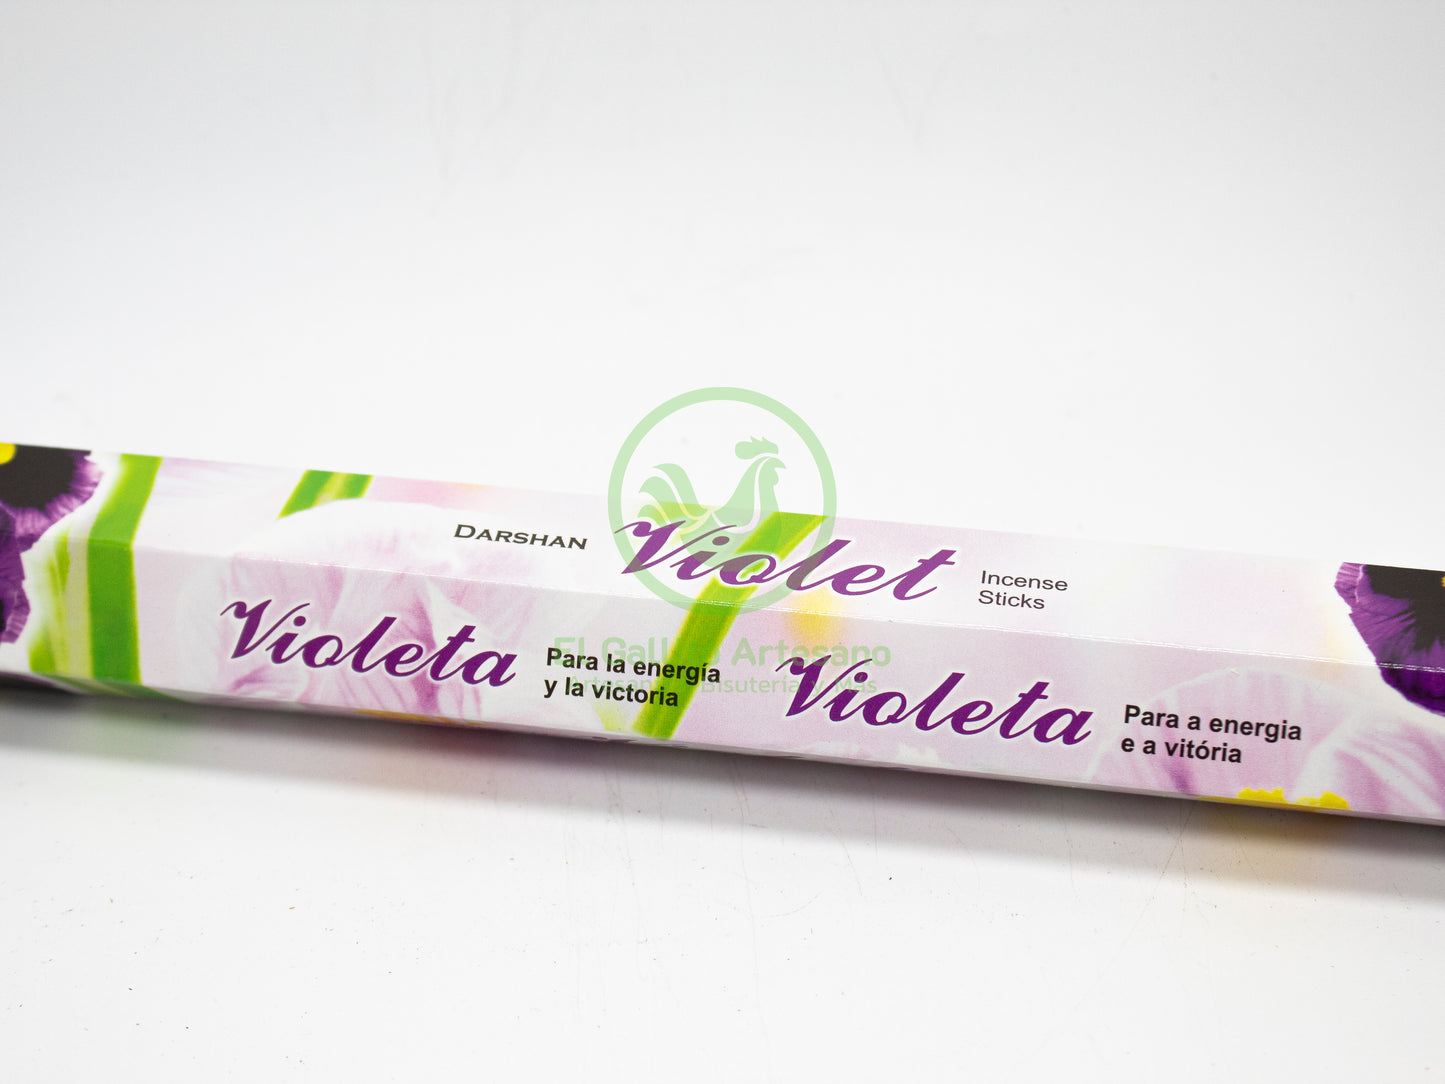 DARSHAN
Violet
Incense
Sticks
Violeta
Para la energía
y la victoria
Violeta
Para a energia
e a vitória
El Gallo Artesano